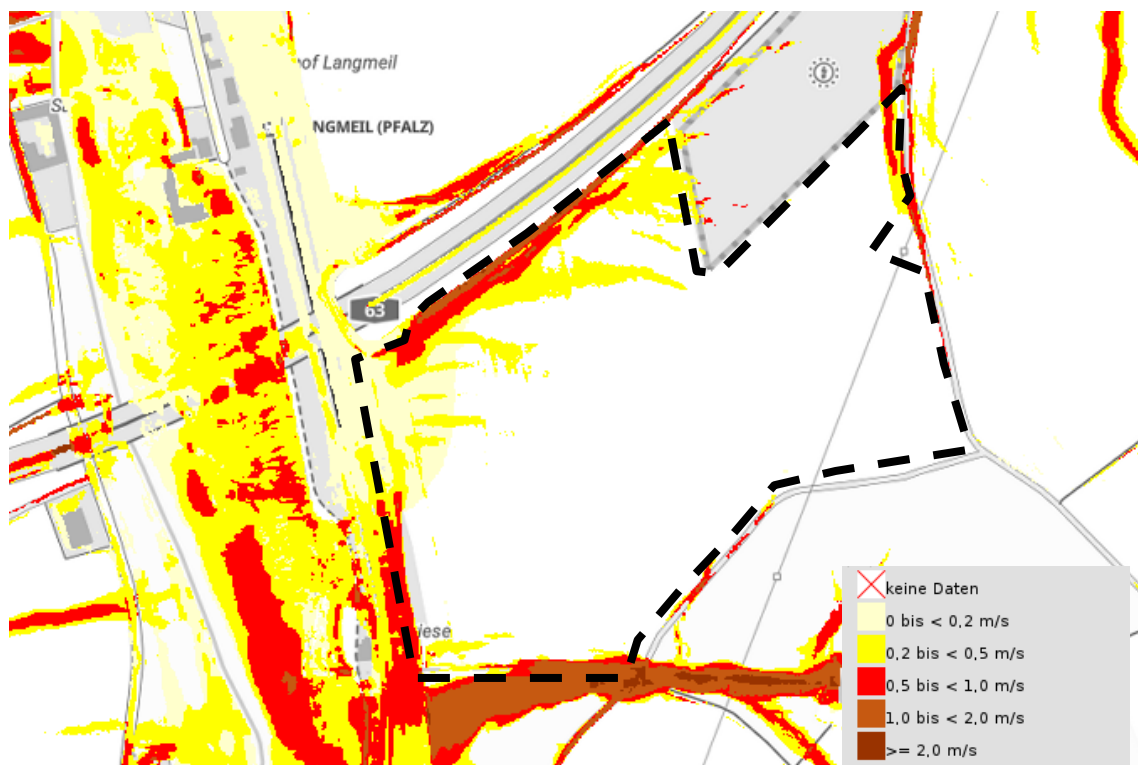 of Langmeil
NGMEIL (PFALZ)
63
iese
keine Daten
0 bis < 0,2 m/s
0,2 bis < 0,5 m/s
0,5 bis < 1,0 m/s
1,0 bis < 2,0 m/s
>= 2,0 m/s